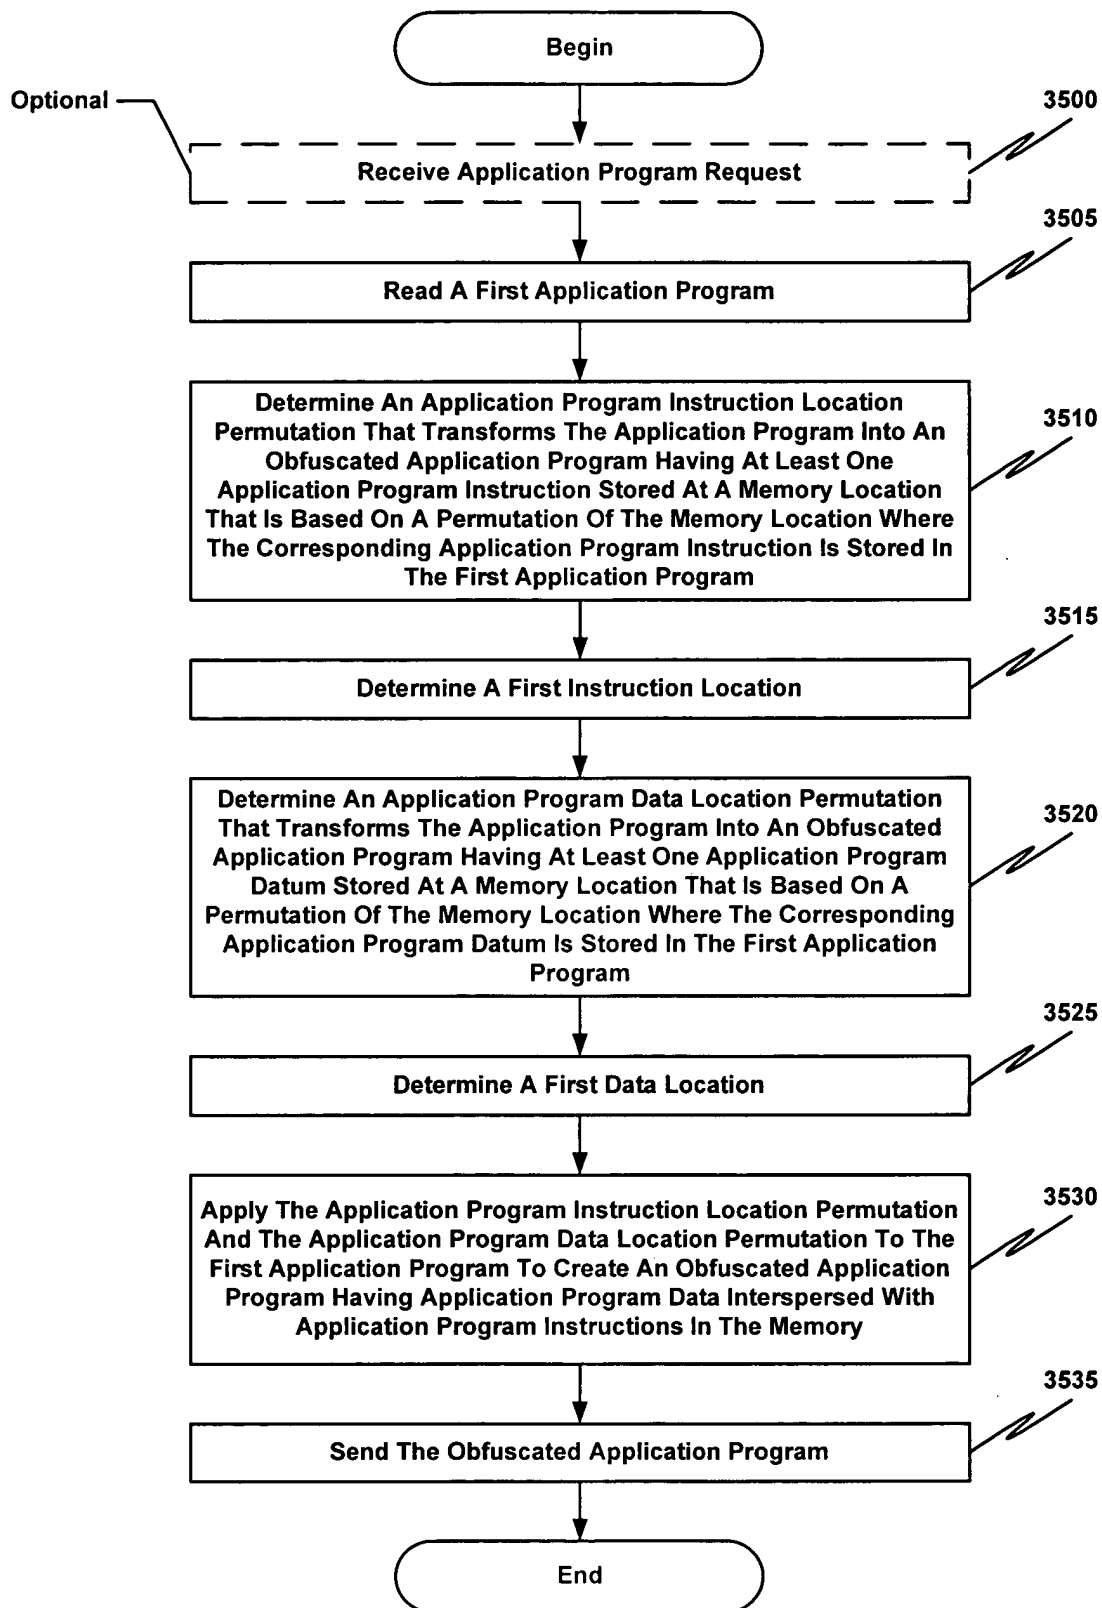 Begin
Optional
3500
Receive Application Program Request
3505
Read A First Application Program
3510
Determine An Application Program Instruction Location
Permutation That Transforms The Application Program Into An
Obfuscated Application Program Having At Least One
Application Program Instruction Stored At A Memory Location
That Is Based On A Permutation Of The Memory Location Where
The Corresponding Application Program Instruction Is Stored In
The First Application Program
3515
Determine A First Instruction Location
3520
Determine An Application Program Data Location Permutation
That Transforms The Application Program Into An Obfuscated
Application Program Having At Least One Application Program
Datum Stored At A Memory Location That Is Based On A
Permutation Of The Memory Location Where The Corresponding
Application Program Datum Is Stored In The First Application
Program
3525
Determine A First Data Location
3530
Apply The Application Program Instruction Location Permutation
And The Application Program Data Location Permutation To The
First Application Program To Create An Obfuscated Application
Program Having Application Program Data Interspersed With
Application Program Instructions In The Memory
3535
Send The Obfuscated Application Program
End